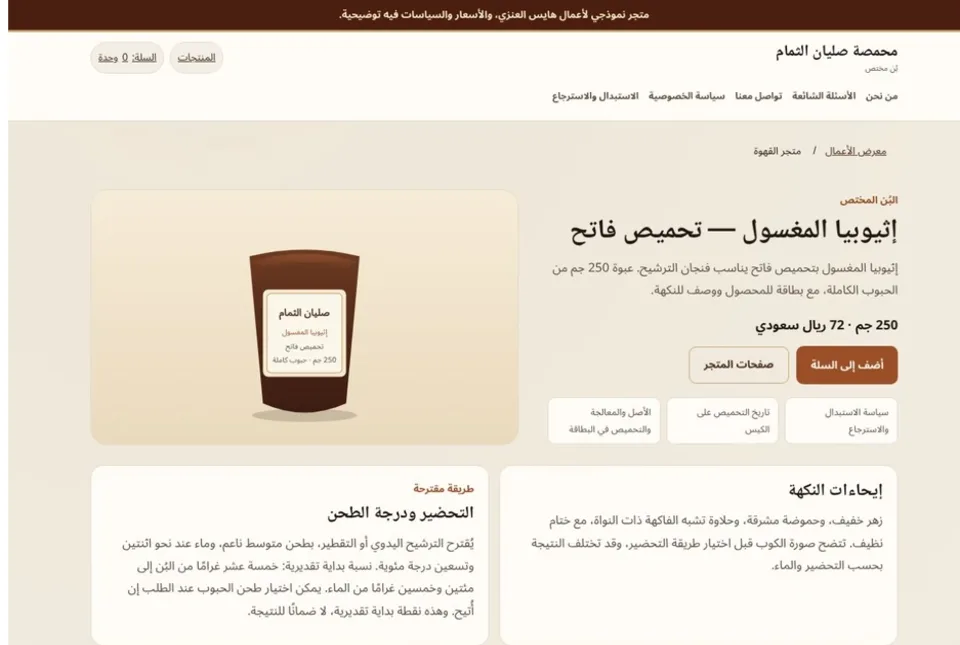 متجر نموذجي لأعمال هايس العنزي، والأسعار والسياسات فيه توضيحية.
محمصة صليان الثمام
بُن مختص
المنتجات
السلة: 0 وحدة
من نحن
الأسئلة الشائعة
تواصل معنا
سياسة الخصوصية
الاستبدال والاسترجاع
معرض الأعمال / متجر القهوة
البُن المختص
إثيوبيا المغسول — تحميص فاتح
إثيوبيا المغسول بتحميص فاتح يناسب فنجان الترشيح. عبوة 250 جم من
الحبوب الكاملة، مع بطاقة للمحصول ووصف للنكهة.
250 جم · 72 ريال سعودي
أضف إلى السلة
صفحات المتجر
سياسة الاستبدال
والاسترجاع
تاريخ التحميص على
الكيس
الأصل والمعالجة
والتحميص في البطاقة
صليان الثمام
إثيوبيا المغسول
تحميص فاتح
250 جم · حبوب كاملة
إيحاءات النكهة
زهر خفيف، وحموضة مشرقة، وحلاوة تشبه الفاكهة ذات النواة، مع ختام
نظيف. تتضح صورة الكوب قبل اختيار طريقة التحضير، وقد تختلف النتيجة
بحسب التحضير والماء.
طريقة مقترحة
التحضير ودرجة الطحن
يُقترح الترشيح اليدوي أو التقطير، بطحن متوسط ناعم، وماء عند نحو اثنتين
وتسعين درجة مئوية. نسبة بداية تقديرية: خمسة عشر غرامًا من البُن إلى
مئتين وخمسين غرامًا من الماء. يمكن اختيار طحن الحبوب عند الطلب إن
أُتيح. وهذه نقطة بداية تقديرية، لا ضمانًا للنتيجة.